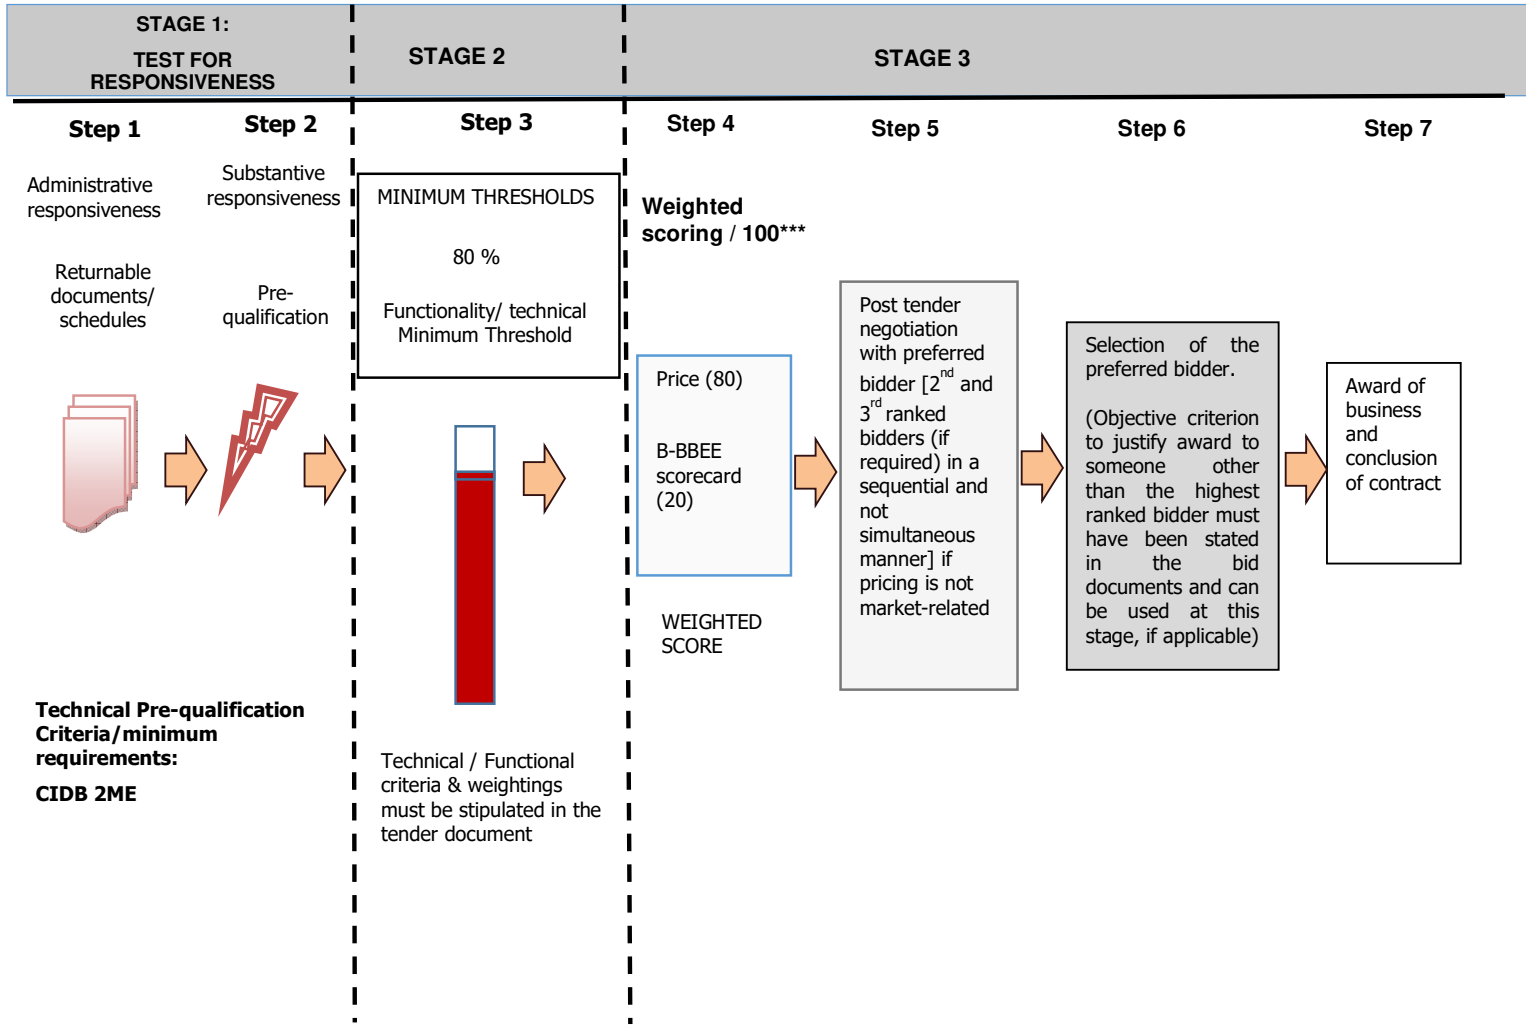 STAGE 1:
TEST FOR
RESPONSIVENESS
STAGE 2
STAGE 3
Step 1
Step 2
Step 3
Step 4
Step 5
Step 6
Step 7
Administrative
responsiveness
Returnable
documents/
schedules
Substantive
responsiveness
Pre-
qualification
MINIMUM THRESHOLDS
80 %
Functionality/ technical
Minimum Threshold
Weighted
scoring / 100***
Price (80)
B-BBEE
scorecard
(20)
WEIGHTED
SCORE
Post tender
negotiation
with preferred
bidder [2nd and
3rd ranked
bidders (if
required) in a
sequential and
not
simultaneous
manner] if
pricing is not
market-related
Selection of the
preferred bidder.
(Objective criterion
to justify award to
someone other
than the highest
ranked bidder must
have been stated
in the bid
documents and can
be used at this
stage, if applicable)
Award of
business
and
conclusion
of contract
Technical Pre-qualification
Criteria/minimum
requirements:
CIDB 2ME
Technical / Functional
criteria & weightings
must be stipulated in the
tender document